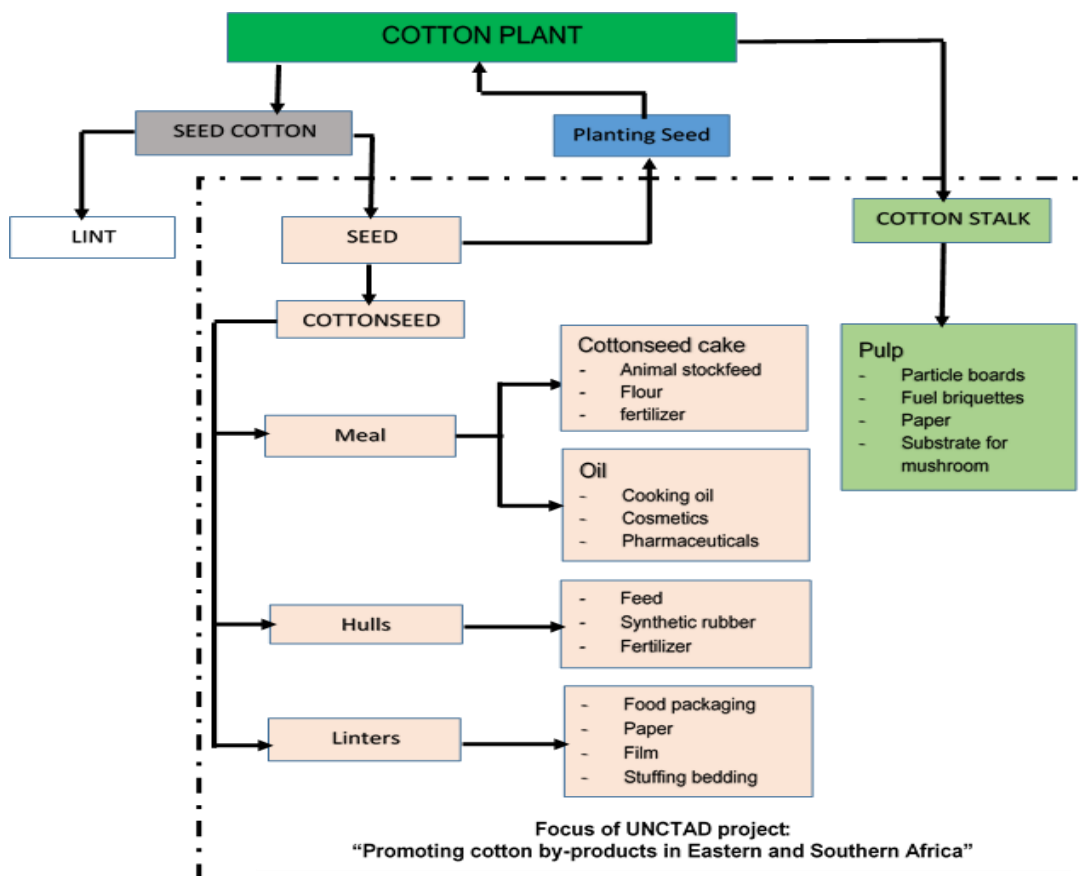 COTTON PLANT
SEED COTTON
Planting Seed
LINT
SEED
COTTON STALK
COTTONSEED
Cottonseed cake
- Animal stockfeed
- Flour
- fertilizer
Pulp
- Particle boards
- Fuel briquettes
- Paper
- Substrate for
mushroom
Meal
Oil
- Cooking oil
- Cosmetics
- Pharmaceuticals
Hulls
- Feed
- Synthetic rubber
- Fertilizer
Linters
- Food packaging
- Paper
- Film
- Stuffing bedding
Focus of UNCTAD project:
“Promoting cotton by-products in Eastern and Southern Africa”